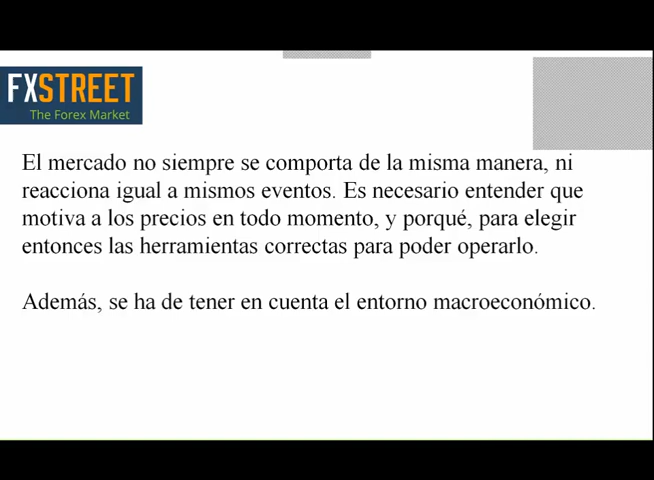 FXSTREET
The Forex Market
El mercado no siempre se comporta de la misma manera, ni
reacciona igual a mismos eventos. Es necesario entender que
motiva a los precios en todo momento, y porqué, para elegir
entonces las herramientas correctas para poder operarlo.
Además, se ha de tener en cuenta el entorno macroeconómico.